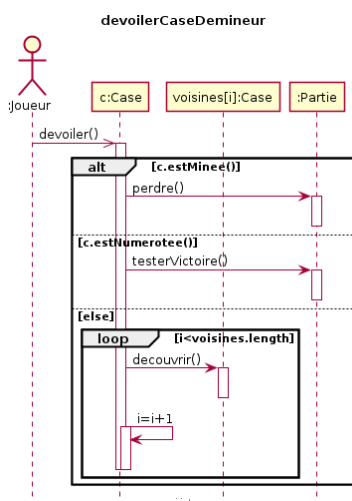 devoilerCaseDemineur
:Joueur
c:Case
voisines[i]:Case
:Partie
devoiler()
alt
[c.estMinee()]
perdre()
[c.estNumerotee()]
testerVictoire()
[else]
loop
[i<voisines.length]
decouvrir()
i=i+1